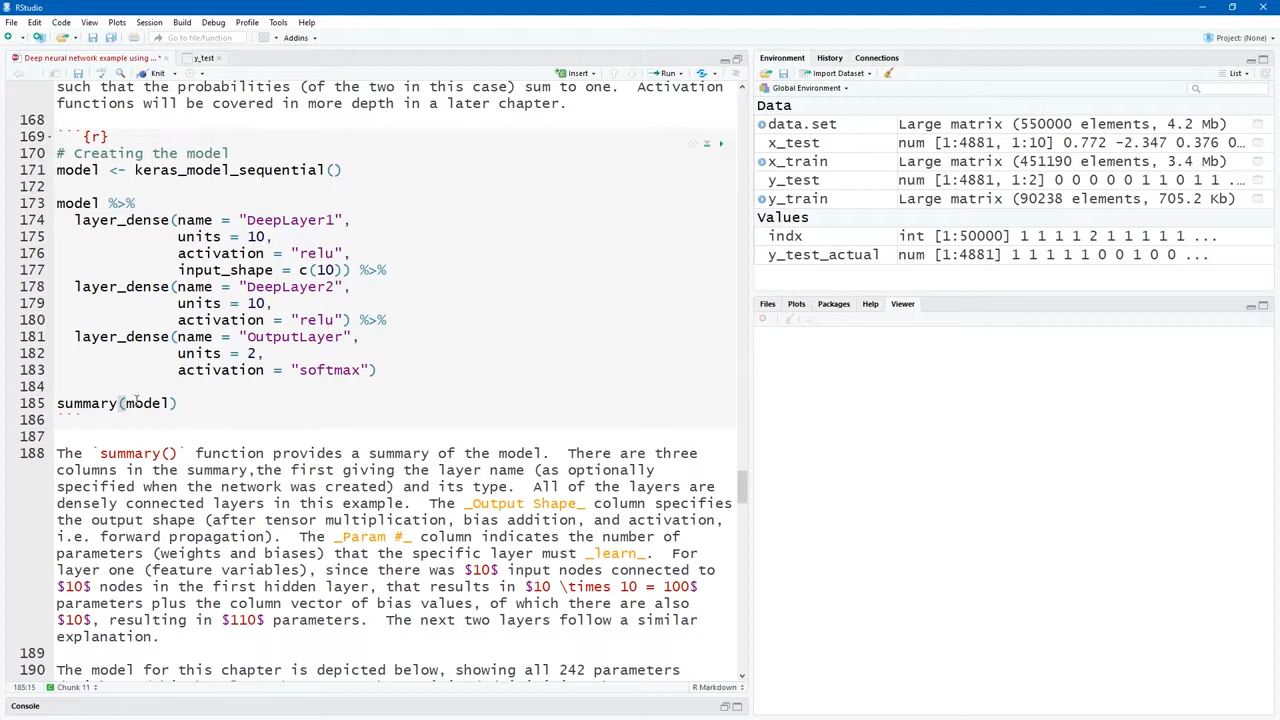 RStudio
File Edit Code View Plots Session Build Debug Profile Tools Help
Go to file/function Addins Project: (None)
Deep neural network example using ...* y_test
Knit Insert Run
such that the probabilities (of the two in this case) sum to one.  Activation
functions will be covered in more depth in a later chapter.
168
169 ```{r}
170 # Creating the model
171 model <- keras_model_sequential()
172
173 model %>%
174 layer_dense(name = "DeepLayer1",
175 units = 10,
176 activation = "relu",
177 input_shape = c(10)) %>%
178 layer_dense(name = "DeepLayer2",
179 units = 10,
180 activation = "relu") %>%
181 layer_dense(name = "OutputLayer",
182 units = 2,
183 activation = "softmax")
184
185 summary(model)
186 ```
187
188 The `summary()` function provides a summary of the model.  There are three
columns in the summary,the first giving the layer name (as optionally
specified when the network was created) and its type.  All of the layers are
densely connected layers in this example.  The _Output Shape_ column specifies
the output shape (after tensor multiplication, bias addition, and activation,
i.e. forward propagation).  The _Param #_ column indicates the number of
parameters (weights and biases) that the specific layer must _learn_.  For
layer one (feature variables), since there was $10$ input nodes connected to
$10$ nodes in the first hidden layer, that results in $10 \times 10 = 100$
parameters plus the column vector of bias values, of which there are also
$10$, resulting in $110$ parameters.  The next two layers follow a similar
explanation.
189
190 The model for this chapter is depicted below, showing all 242 parameters
185:15 Chunk 11 R Markdown
Console
Environment History Connections
Import Dataset List
Global Environment
Data
data.set Large matrix (550000 elements, 4.2 Mb)
x_test num [1:4881, 1:10] 0.772 -2.347 0.376 0...
x_train Large matrix (451190 elements, 3.4 Mb)
y_test num [1:4881, 1:2] 0 0 0 0 0 1 1 0 1 1 ...
y_train Large matrix (90238 elements, 705.2 Kb)
Values
indx int [1:50000] 1 1 1 1 2 1 1 1 1 1 ...
y_test_actual num [1:4881] 1 1 1 1 1 0 0 1 0 0 ...
Files Plots Packages Help Viewer